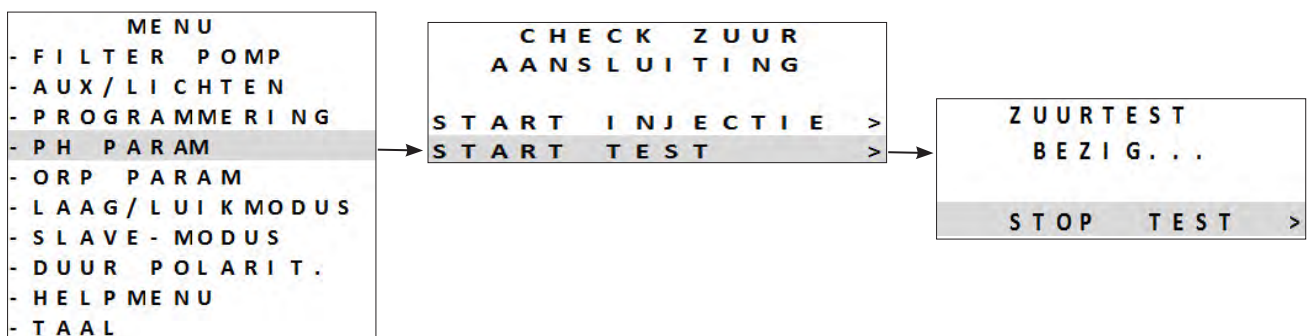 MENU
- FILTER POMP
- AUX/LICHTEN
- PROGRAMMERING
- PH PARAM
- ORP PARAM
- LAAG/LUIKMODUS
- SLAVE-MODUS
- DUUR POLARIT.
- HELPMENU
- TAAL
CHECK ZUUR
AANSLUITING
START INJECTIE >
START TEST >
ZUURTEST
BEZIG...
STOP TEST >